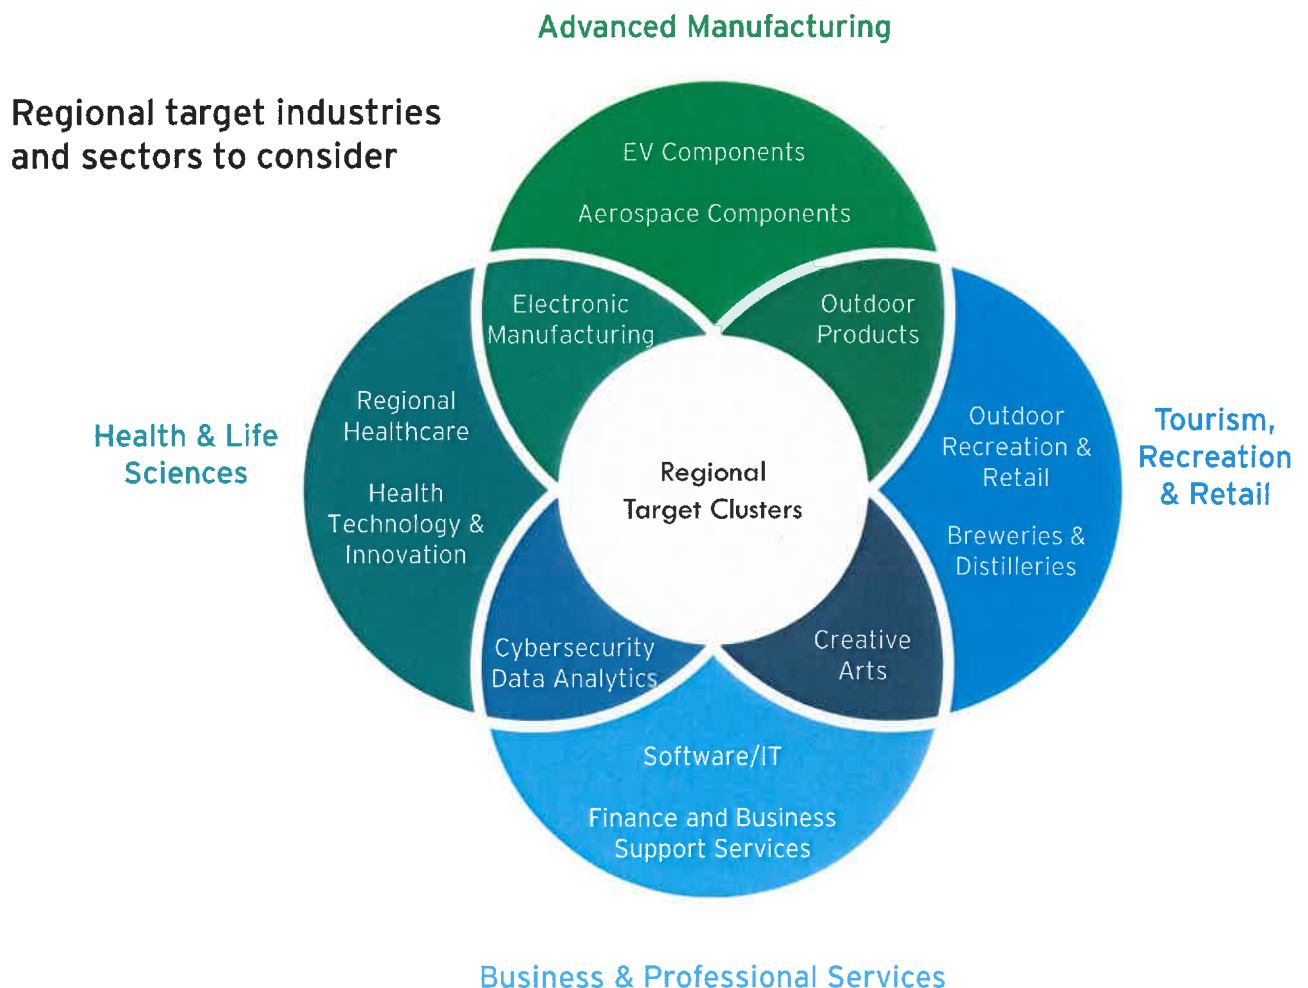 Advanced Manufacturing
Regional target industries
and sectors to consider
EV Components
Aerospace Components
Electronic
Manufacturing
Outdoor
Products
Regional
Healthcare
Health
Technology &
Innovation
Health & Life
Sciences
Regional
Target Clusters
Outdoor
Recreation &
Retail
Breweries &
Distilleries
Tourism,
Recreation
& Retail
Cybersecurity
Data Analytics
Creative
Arts
Software/IT
Finance and Business
Support Services
Business & Professional Services